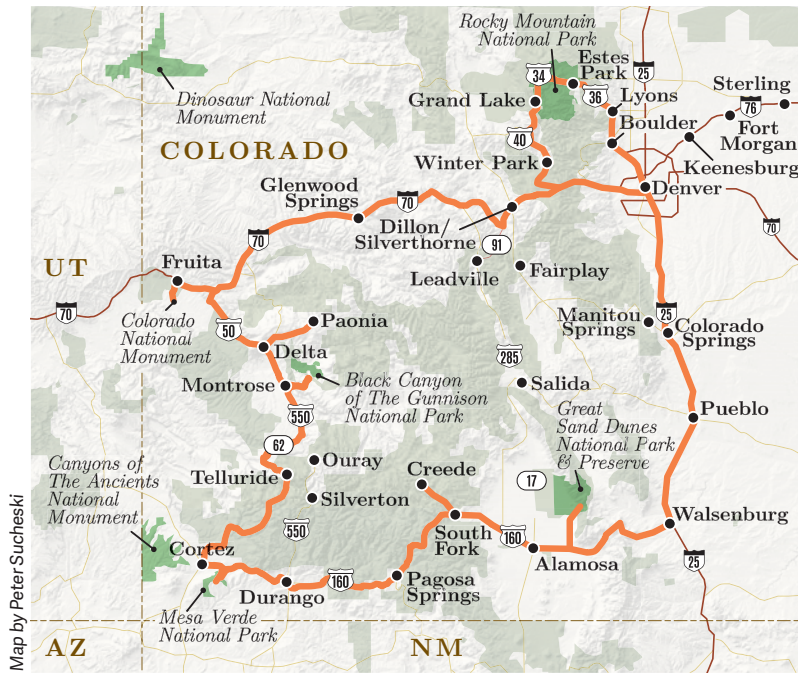 Rocky Mountain
National Park
Estes
Park
25
34
36
Sterling
76
Dinosaur National
Monument
Grand Lake
Lyons
Fort
Morgan
Boulder
Keenesburg
40
COLORADO
Winter Park
Glenwood
Springs
Denver
70
Dillon/
Silverthorne
70
70
91
UT
Fruita
Leadville
Fairplay
70
Colorado
National
Monument
50
Paonia
Manitou
Springs
25
Colorado
Springs
Delta
285
Montrose
Black Canyon
of The Gunnison
National Park
Salida
550
Great
Sand Dunes
National Park
& Preserve
Pueblo
62
Canyons of
The Ancients
National
Monument
Ouray
Telluride
Creede
17
Silverton
Walsenburg
550
South
Fork
160
Cortez
Alamosa
25
Durango
160
Pagosa
Springs
Mesa Verde
National Park
AZ
NM
Map by Peter Sucheski